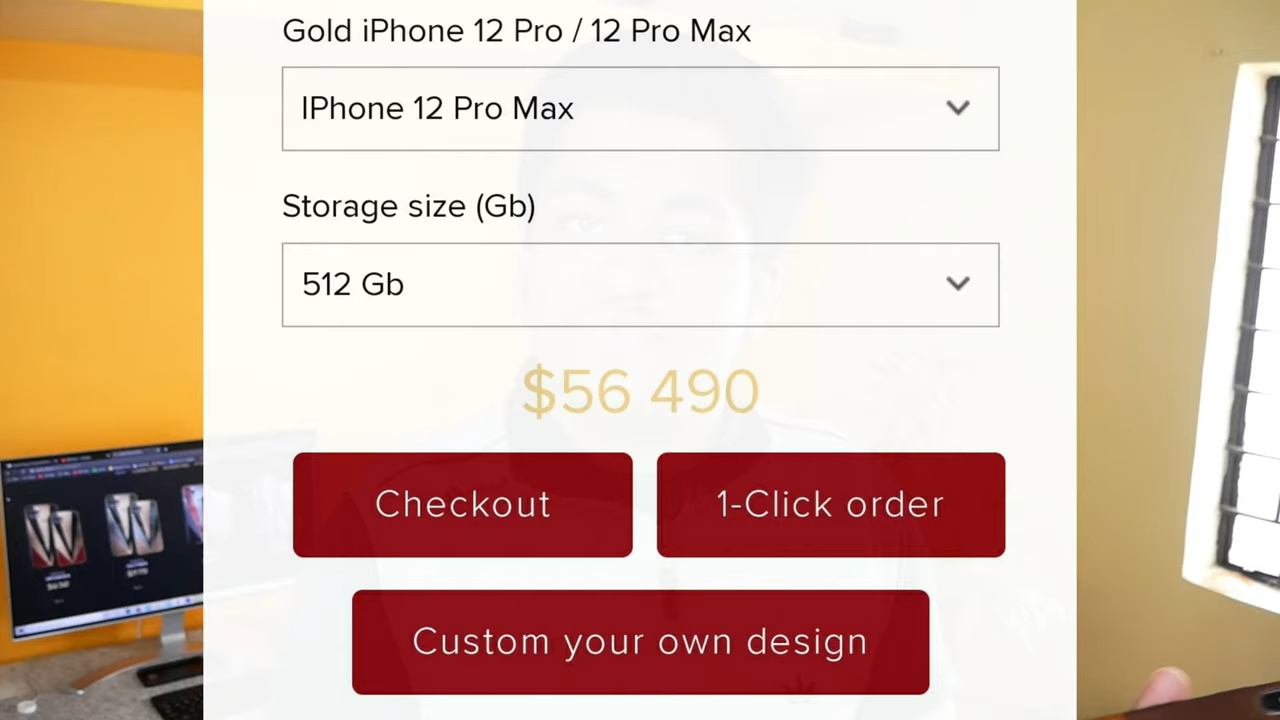 Gold iPhone 12 Pro / 12 Pro Max
IPhone 12 Pro Max
Storage size (Gb)
512 Gb
$56 490
Checkout
1-Click order
Custom your own design